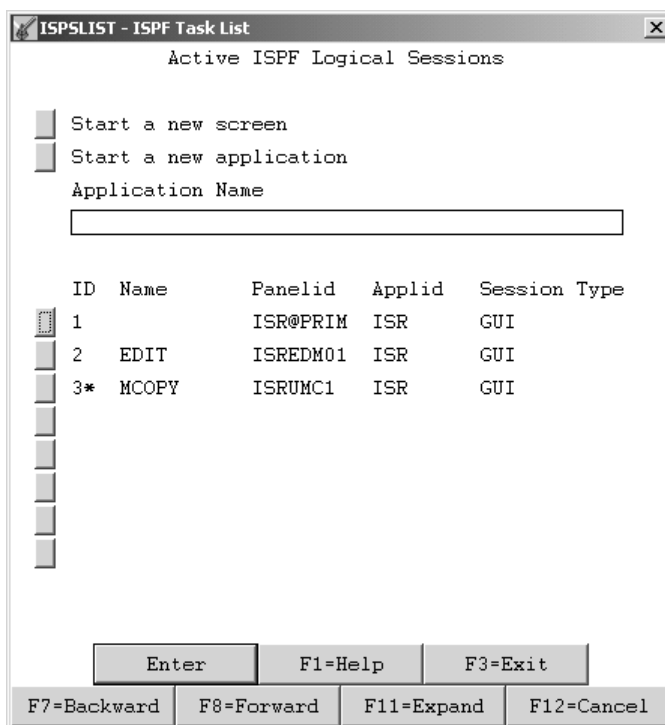 ISPSLIST - ISPF Task List
Active ISPF Logical Sessions
Start a new screen
Start a new application
Application Name
ID Name Panelid Applid Session Type
1 ISR@PRIM ISR GUI
2 EDIT ISREDM01 ISR GUI
3* MCOPY ISRUMC1 ISR GUI
Enter F1=Help F3=Exit
F7=Backward F8=Forward F11=Expand F12=Cancel